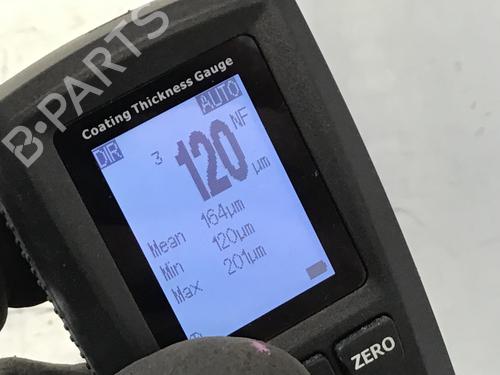 B-PARTS
Coating Thickness Gauge
DIR AUTO
3 120 NF
µm
Mean 164µm
Min 120µm
Max 201µm
ZERO